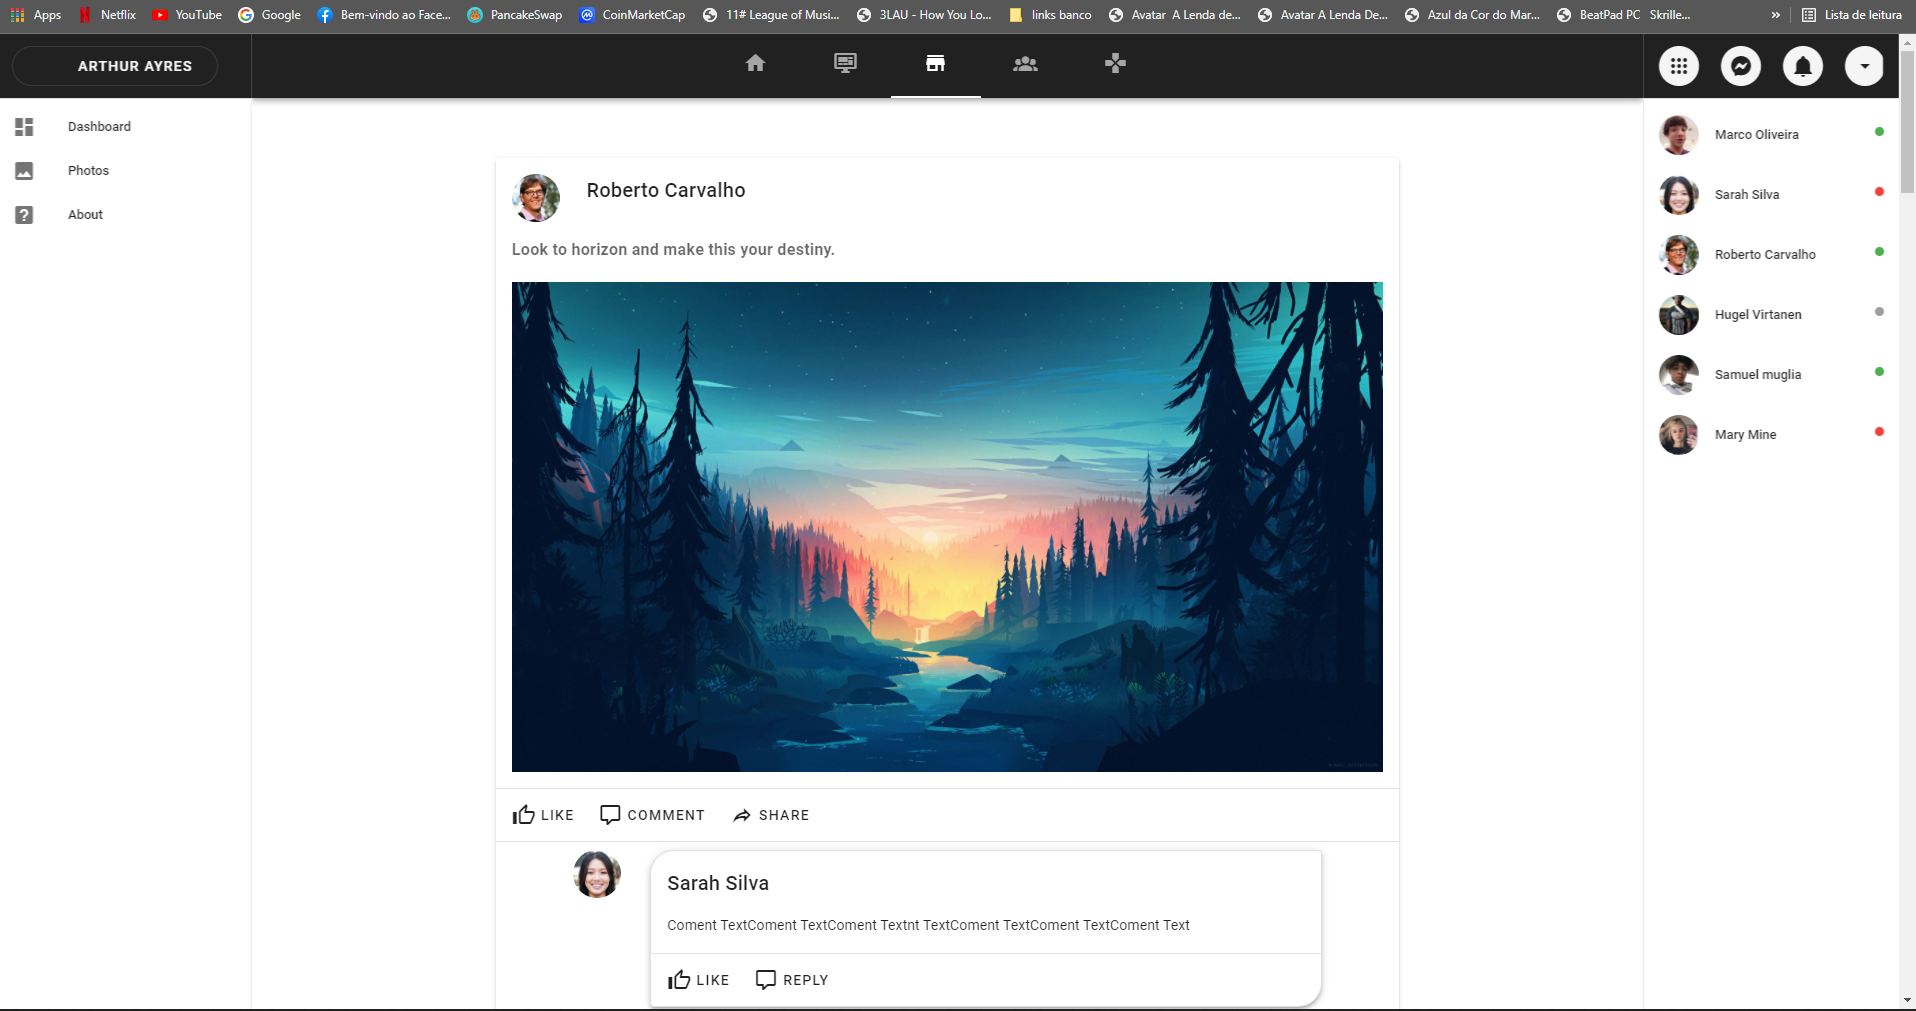 Apps Netflix YouTube Google Bem-vindo ao Face... PancakeSwap CoinMarketCap 11# League of Musi... 3LAU - How You Lo... links banco Avatar A Lenda de... Avatar A Lenda De... Azul da Cor do Mar... BeatPad PC Skrille... » Lista de leitura
ARTHUR AYRES
Dashboard
Photos
About
Roberto Carvalho
Look to horizon and make this your destiny.
LIKE COMMENT SHARE
Sarah Silva
Coment TextComent TextComent Textnt TextComent TextComent TextComent Text
LIKE REPLY
Marco Oliveira
Sarah Silva
Roberto Carvalho
Hugel Virtanen
Samuel muglia
Mary Mine